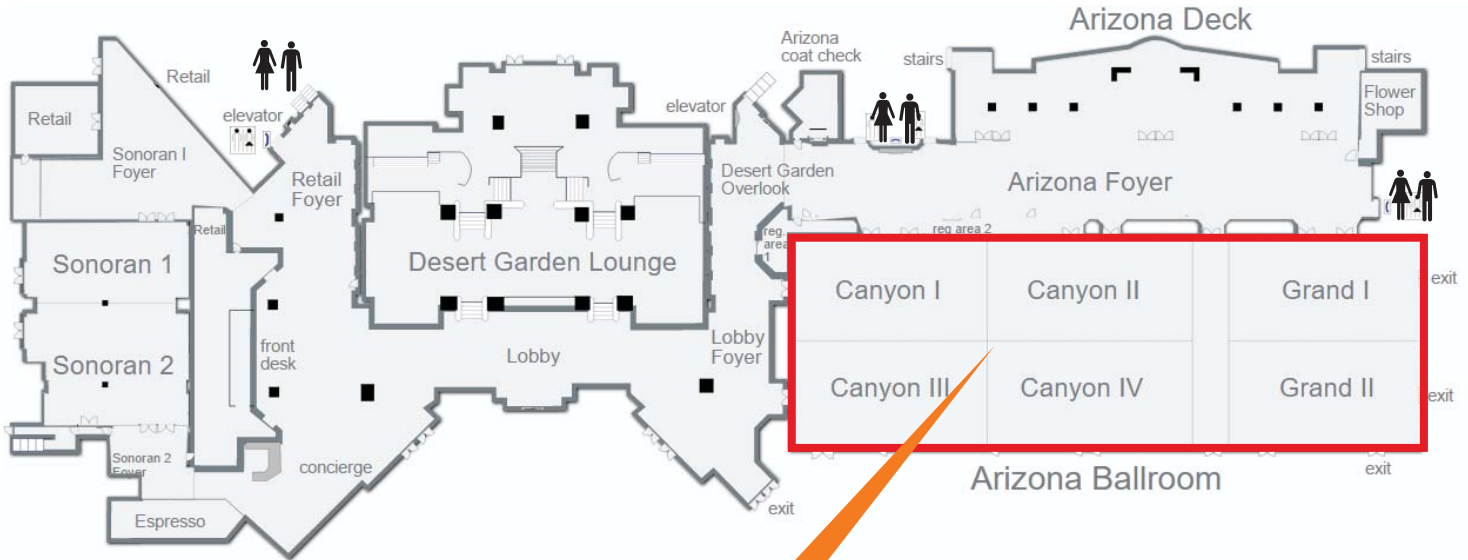 Arizona Deck
Arizona
coat check
stairs
stairs
Retail
elevator
elevator
Flower
Shop
Retail
Sonoran I
Foyer
Retail
Foyer
Desert Garden
Overlook
Arizona Foyer
Retail
reg.
area
1
reg area 2
Sonoran 1
Desert Garden Lounge
Canyon I
Canyon II
Grand I
exit
Sonoran 2
front
desk
Lobby
Lobby
Foyer
Canyon III
Canyon IV
Grand II
exit
Sonoran 2
Foyer
concierge
exit
Arizona Ballroom
exit
Espresso